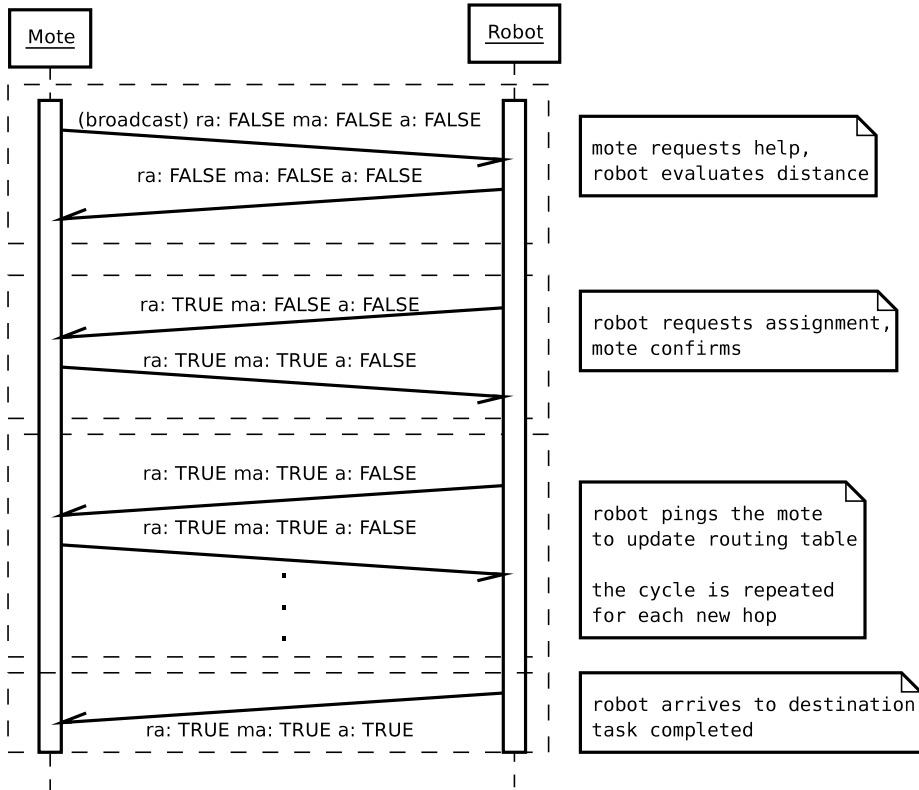 Mote
Robot
(broadcast) ra: FALSE ma: FALSE a: FALSE
ra: FALSE ma: FALSE a: FALSE
mote requests help,
robot evaluates distance
ra: TRUE ma: FALSE a: FALSE
ra: TRUE ma: TRUE a: FALSE
robot requests assignment,
mote confirms
ra: TRUE ma: TRUE a: FALSE
ra: TRUE ma: TRUE a: FALSE
robot pings the mote
to update routing table
the cycle is repeated
for each new hop
ra: TRUE ma: TRUE a: TRUE
robot arrives to destination
task completed